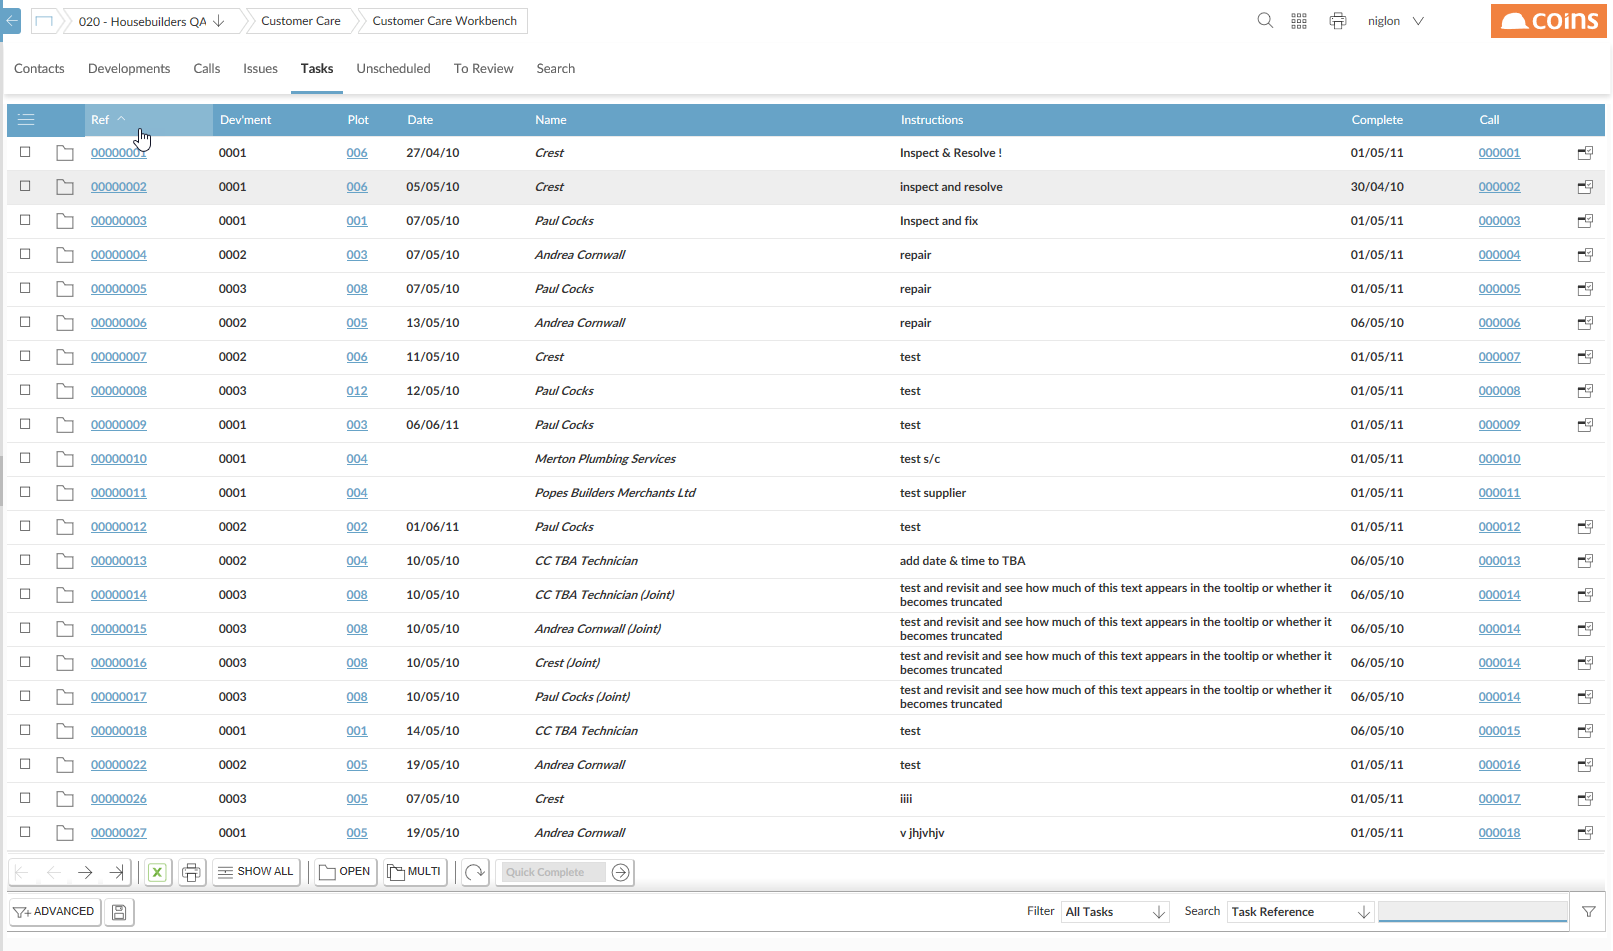 020 - Housebuilders QA Customer Care Customer Care Workbench niglon coins
Contacts Developments Calls Issues Tasks Unscheduled To Review Search
Ref Dev'ment Plot Date Name Instructions Complete Call
00000001 0001 006 27/04/10 Crest Inspect & Resolve ! 01/05/11 000001
00000002 0001 006 05/05/10 Crest inspect and resolve 30/04/10 000002
00000003 0001 001 07/05/10 Paul Cocks Inspect and fix 01/05/11 000003
00000004 0002 003 07/05/10 Andrea Cornwall repair 01/05/11 000004
00000005 0003 008 07/05/10 Paul Cocks repair 01/05/11 000005
00000006 0002 005 13/05/10 Andrea Cornwall repair 06/05/10 000006
00000007 0002 006 11/05/10 Crest test 01/05/11 000007
00000008 0003 012 12/05/10 Paul Cocks test 01/05/11 000008
00000009 0001 003 06/06/11 Paul Cocks test 01/05/11 000009
00000010 0001 004 Merton Plumbing Services test s/c 01/05/11 000010
00000011 0001 004 Popes Builders Merchants Ltd test supplier 01/05/11 000011
00000012 0002 002 01/06/11 Paul Cocks test 01/05/11 000012
00000013 0002 004 10/05/10 CC TBA Technician add date & time to TBA 06/05/10 000013
00000014 0003 008 10/05/10 CC TBA Technician (Joint) test and revisit and see how much of this text appears in the tooltip or whether it 06/05/10 000014
becomes truncated
00000015 0003 008 10/05/10 Andrea Cornwall (Joint) test and revisit and see how much of this text appears in the tooltip or whether it 06/05/10 000014
becomes truncated
00000016 0003 008 10/05/10 Crest (Joint) test and revisit and see how much of this text appears in the tooltip or whether it 06/05/10 000014
becomes truncated
00000017 0003 008 10/05/10 Paul Cocks (Joint) test and revisit and see how much of this text appears in the tooltip or whether it 06/05/10 000014
becomes truncated
00000018 0001 001 14/05/10 CC TBA Technician test 06/05/10 000015
00000022 0002 005 19/05/10 Andrea Cornwall test 01/05/11 000016
00000026 0003 005 07/05/10 Crest iiii 01/05/11 000017
00000027 0001 005 19/05/10 Andrea Cornwall v jhjvhjv 01/05/11 000018
SHOW ALL OPEN MULTI Quick Complete
ADVANCED Filter All Tasks Search Task Reference